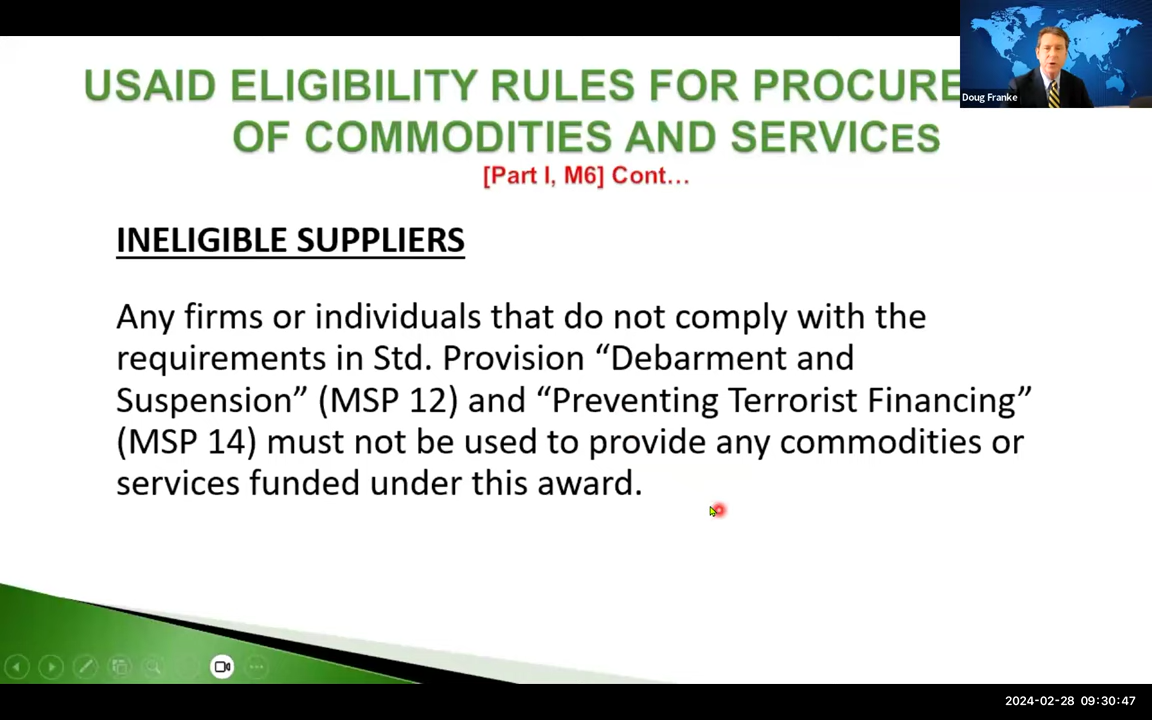 USAID ELIGIBILITY RULES FOR PROCURE
Doug Franke
OF COMMODITIES AND SERVICES
[Part I, M6] Cont...
INELIGIBLE SUPPLIERS
Any firms or individuals that do not comply with the
requirements in Std. Provision “Debarment and
Suspension” (MSP 12) and “Preventing Terrorist Financing”
(MSP 14) must not be used to provide any commodities or
services funded under this award.
2024-02-28 09:30:47